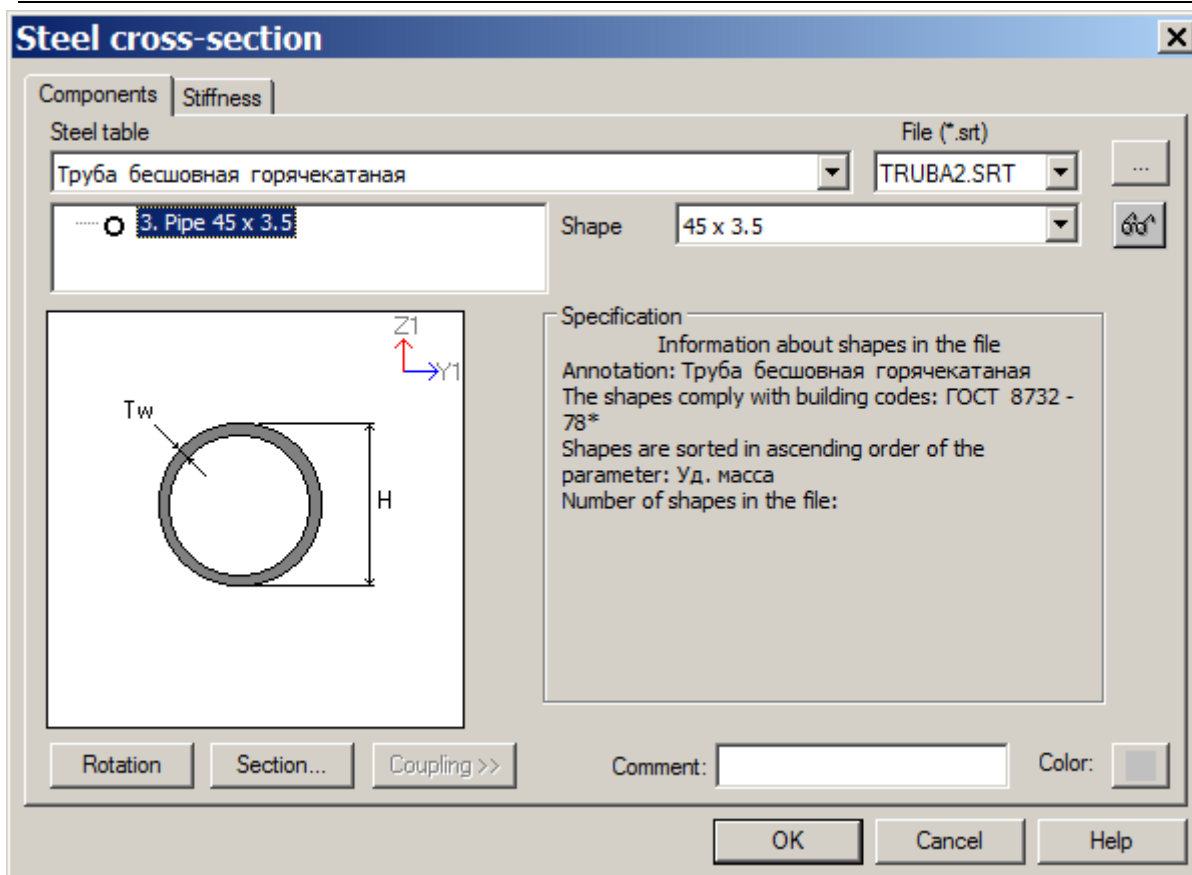 Steel cross-section
Components
Stiffness
Steel table
File (*.srt)
Труба бесшовная горячекатаная
TRUBA2.SRT
...
3. Pipe 45 x 3.5
Shape
45 x 3.5
Z1
Y1
Tw
H
Specification
Information about shapes in the file
Annotation: Труба бесшовная горячекатаная
The shapes comply with building codes: ГОСТ 8732 -
78*
Shapes are sorted in ascending order of the
parameter: Уд. масса
Number of shapes in the file:
Rotation
Section...
Coupling >>
Comment:
Color:
OK
Cancel
Help